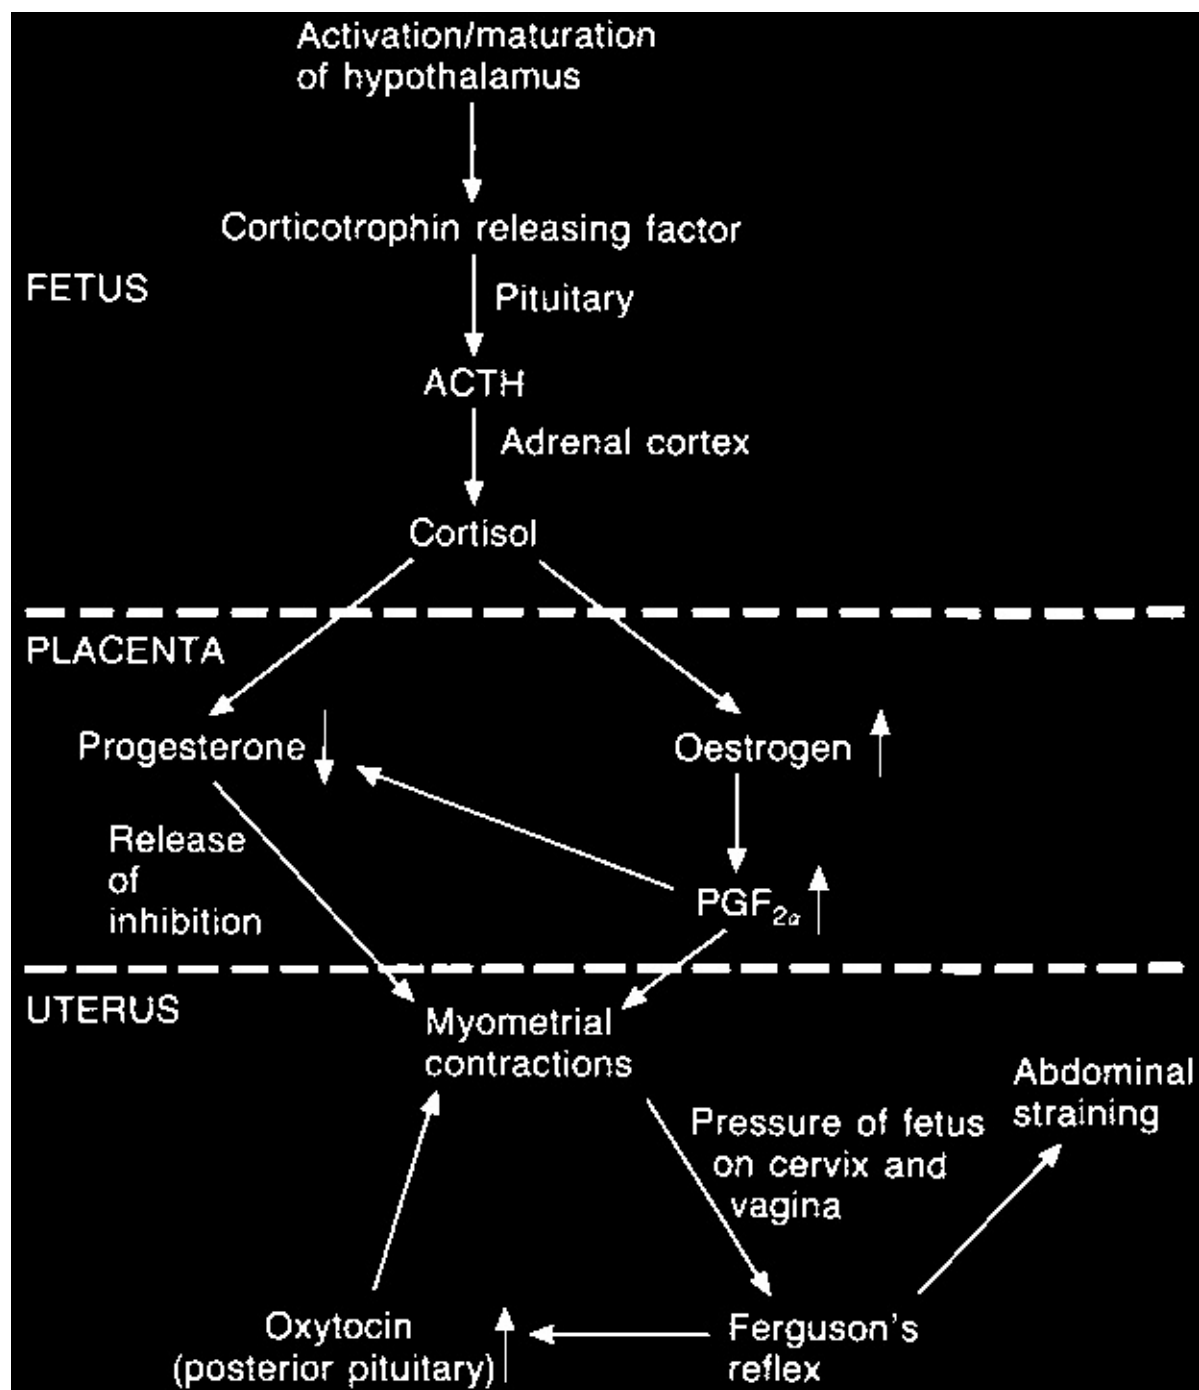 Activation/maturation
of hypothalamus
Corticotrophin releasing factor
FETUS
Pituitary
ACTH
Adrenal cortex
Cortisol
PLACENTA
Progesterone
Oestrogen
Release
of
inhibition
PGF2α
UTERUS
Myometrial
contractions
Abdominal
straining
Pressure of fetus
on cervix and
vagina
Oxytocin
(posterior pituitary)
Ferguson's
reflex